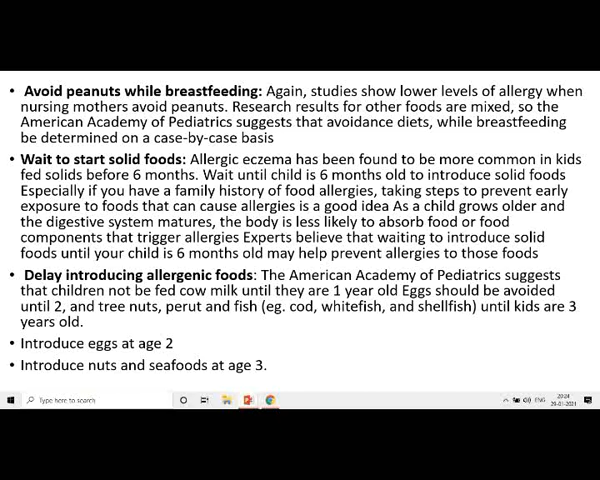 • Avoid peanuts while breastfeeding: Again, studies show lower levels of allergy when
nursing mothers avoid peanuts. Research results for other foods are mixed, so the
American Academy of Pediatrics suggests that avoidance diets, while breastfeeding
be determined on a case-by-case basis
• Wait to start solid foods: Allergic eczema has been found to be more common in kids
fed solids before 6 months. Wait until child is 6 months old to introduce solid foods
Especially if you have a family history of food allergies, taking steps to prevent early
exposure to foods that can cause allergies is a good idea As a child grows older and
the digestive system matures, the body is less likely to absorb food or food
components that trigger allergies Experts believe that waiting to introduce solid
foods until your child is 6 months old may help prevent allergies to those foods
• Delay introducing allergenic foods: The American Academy of Pediatrics suggests
that children not be fed cow milk until they are 1 year old Eggs should be avoided
until 2, and tree nuts, perut and fish (eg. cod, whitefish, and shellfish) until kids are 3
years old.
• Introduce eggs at age 2
• Introduce nuts and seafoods at age 3.
Type here to search
ENG
20:24
29-01-2021